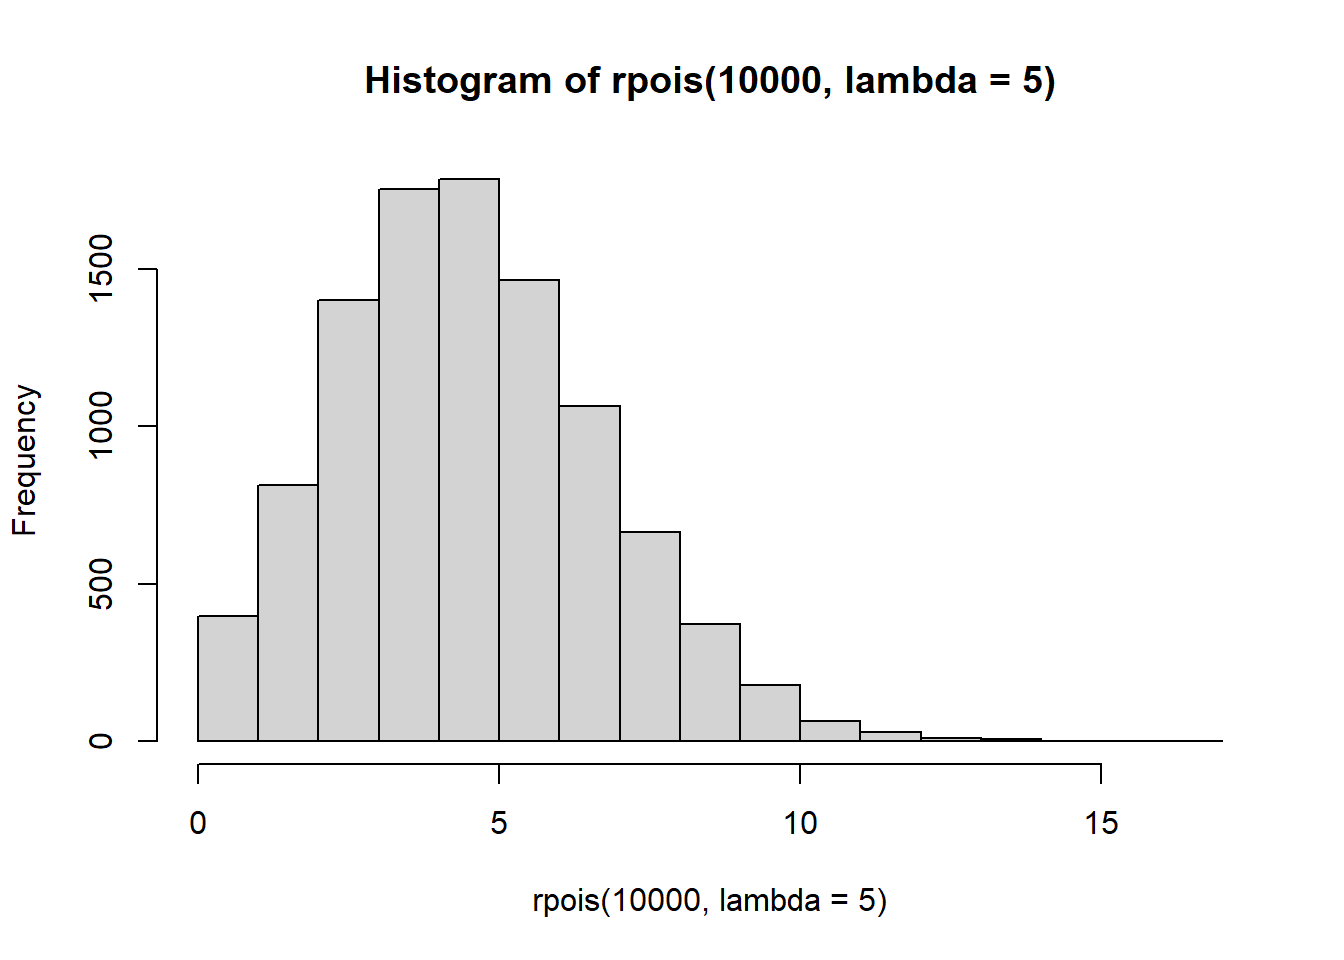 Histogram of rpois(10000, lambda = 5)
Frequency
1500
1000
500
0
0 5 10 15
rpois(10000, lambda = 5)